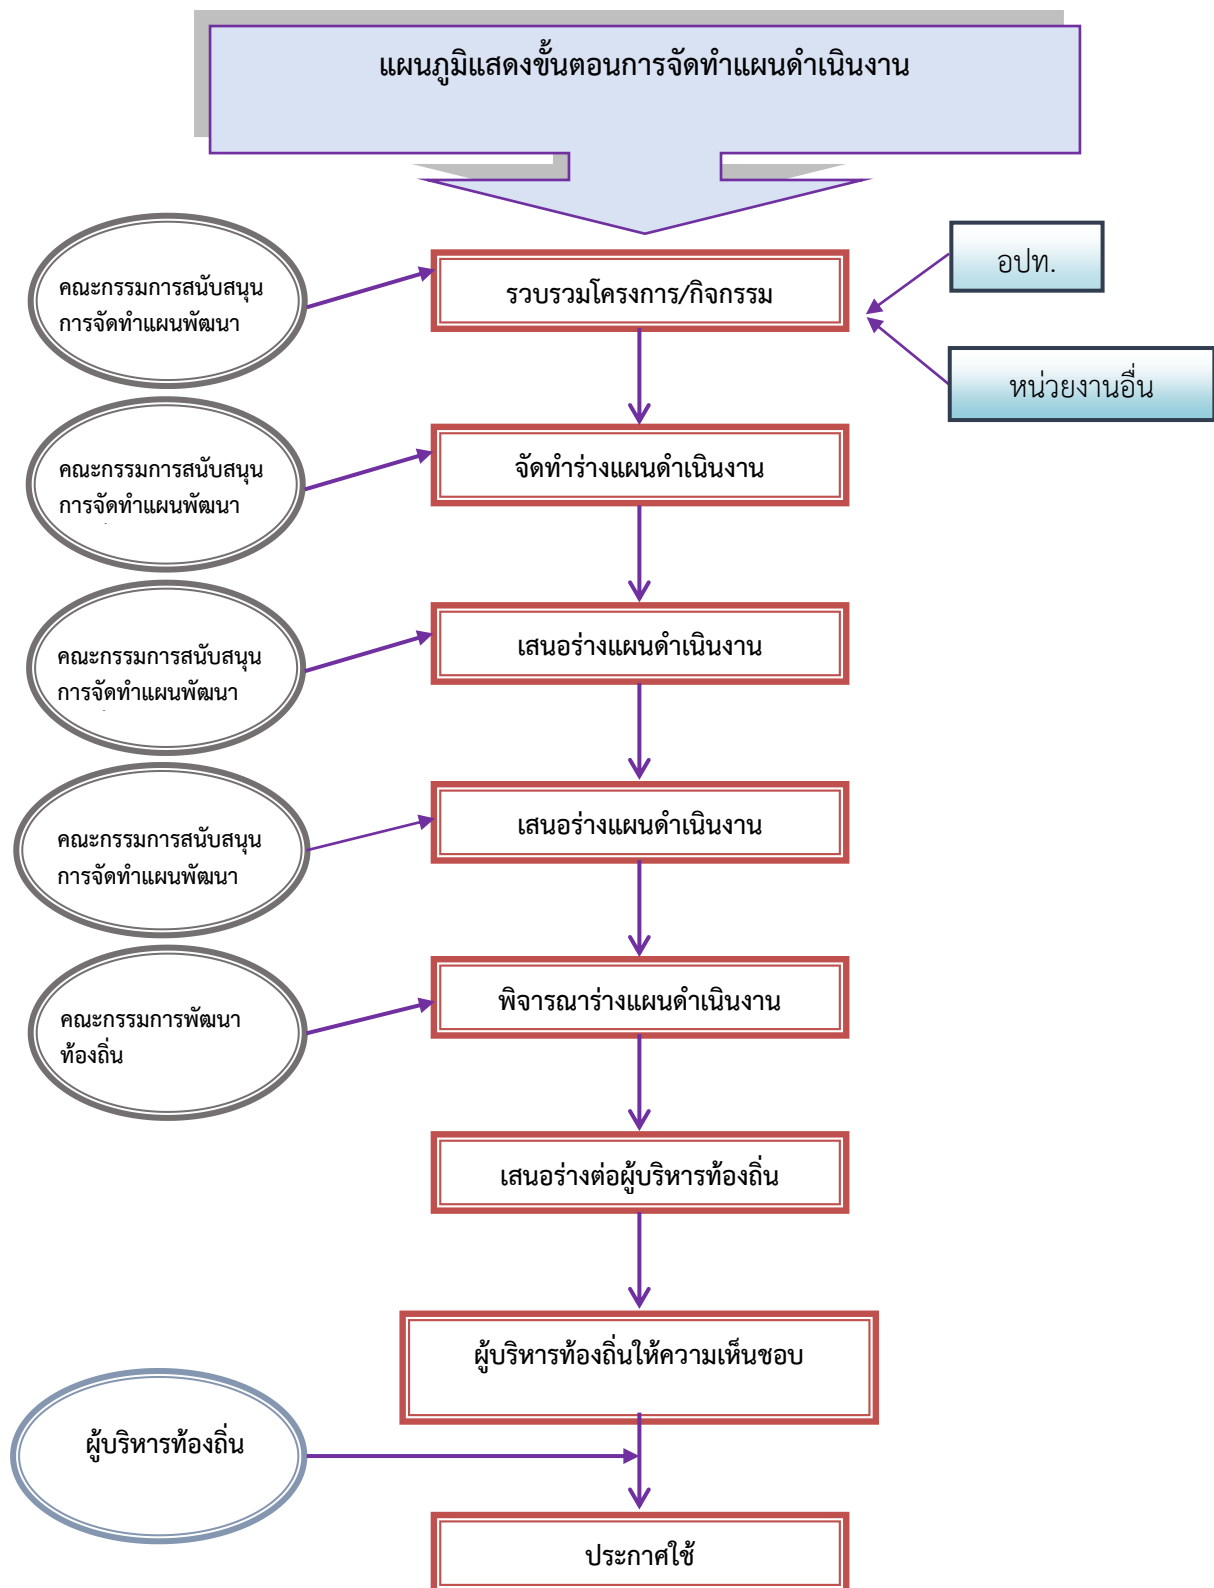 แผนภูมิแสดงขั้นตอนการจัดทำแผนดำเนินงาน
คณะกรรมการสนับสนุน
การจัดทำแผนพัฒนา
รวบรวมโครงการ/กิจกรรม
อปท.
หน่วยงานอื่น
คณะกรรมการสนับสนุน
การจัดทำแผนพัฒนา
จัดทำร่างแผนดำเนินงาน
คณะกรรมการสนับสนุน
การจัดทำแผนพัฒนา
เสนอร่างแผนดำเนินงาน
คณะกรรมการสนับสนุน
การจัดทำแผนพัฒนา
เสนอร่างแผนดำเนินงาน
คณะกรรมการพัฒนา
ท้องถิ่น
พิจารณาร่างแผนดำเนินงาน
เสนอร่างต่อผู้บริหารท้องถิ่น
ผู้บริหารท้องถิ่นให้ความเห็นชอบ
ผู้บริหารท้องถิ่น
ประกาศใช้